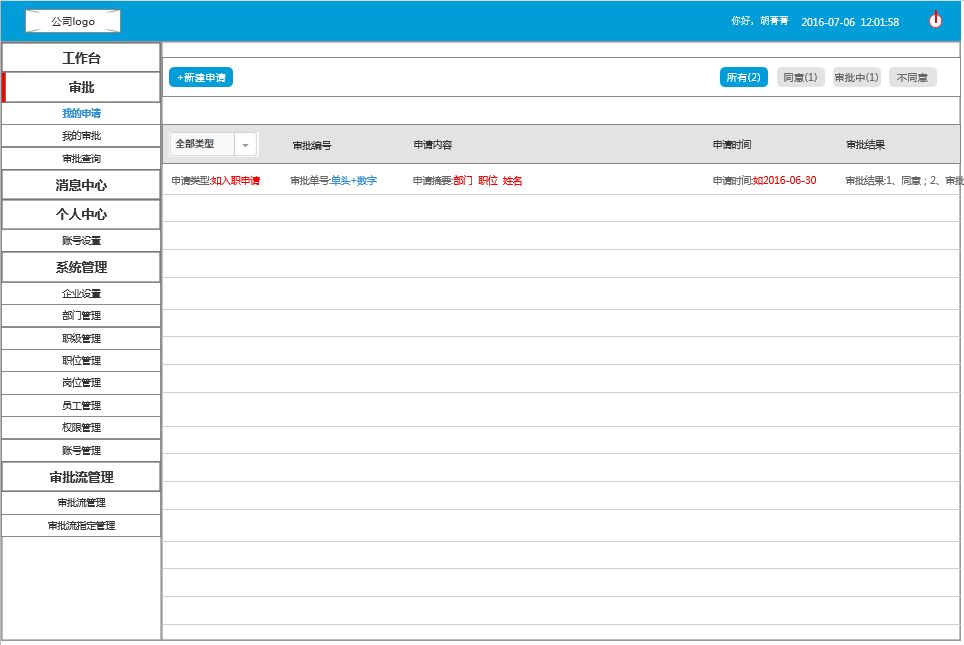 公司logo
你好，胡菁菁 2016-07-06 12:01:58
工作台
审批
我的申请
我的审批
审批查询
消息中心
个人中心
账号设置
系统管理
企业设置
部门管理
职级管理
职位管理
岗位管理
员工管理
权限管理
账号管理
审批流管理
审批流管理
审批流指定管理
+新建申请
所有(2) 同意(1) 审批中(1) 不同意
全部类型 审批编号 申请内容 申请时间 审批结果
申请类型:如入职申请 审批单号:单头+数字 申请摘要:部门 职位 姓名 申请时间:如2016-06-30 审批结果:1、同意；2、审批